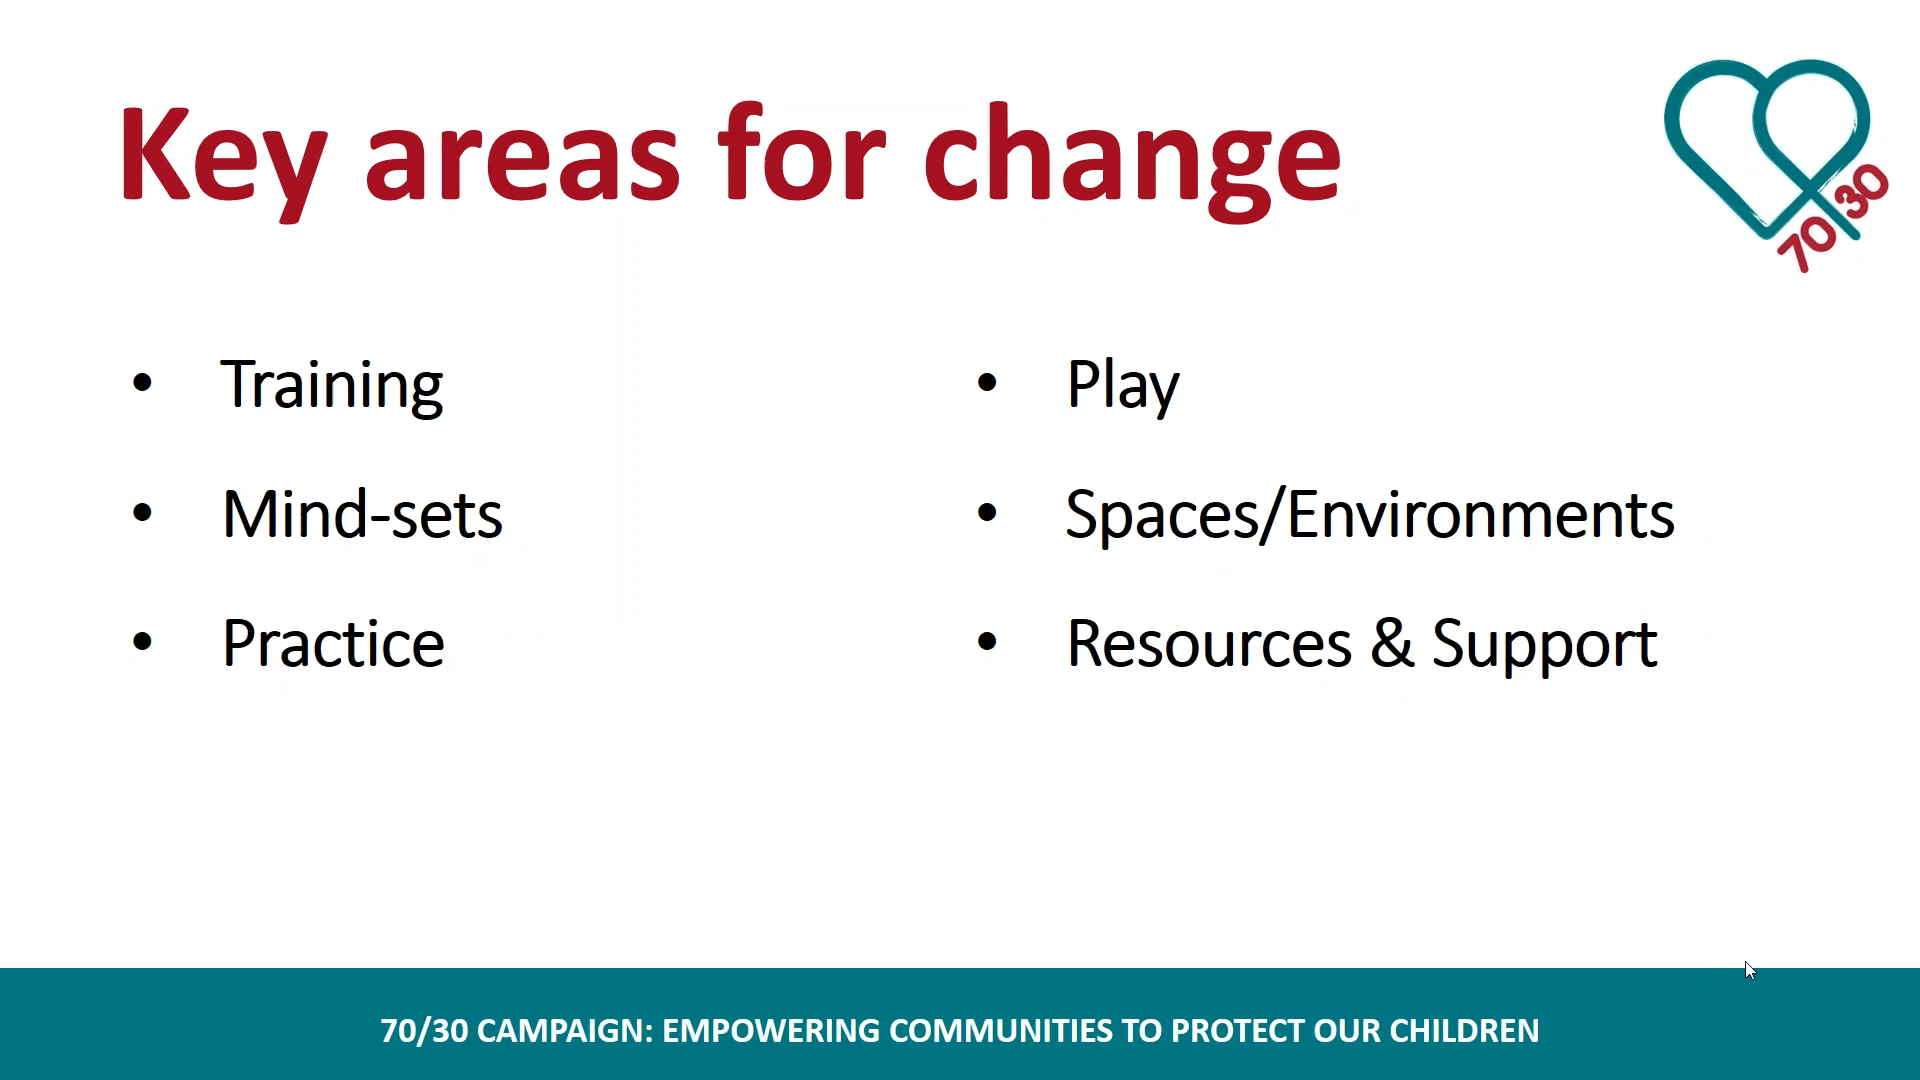 Key areas for change
70/30
• Training
• Mind-sets
• Practice
• Play
• Spaces/Environments
• Resources & Support
70/30 CAMPAIGN: EMPOWERING COMMUNITIES TO PROTECT OUR CHILDREN